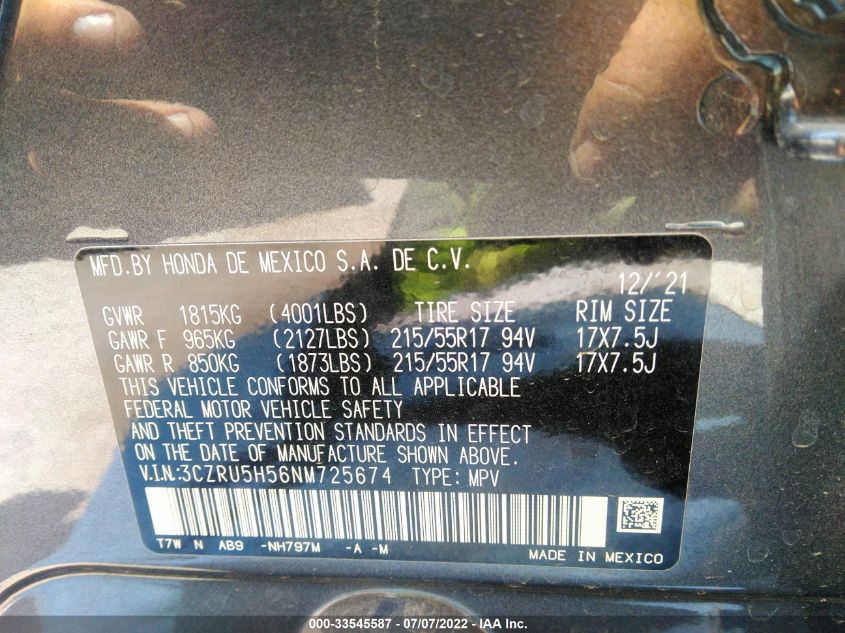 MFD.BY HONDA DE MEXICO S.A. DE C.V.
12/'21
GVWR 1815KG (4001LBS) TIRE SIZE RIM SIZE
GAWR F 965KG (2127LBS) 215/55R17 94V 17X7.5J
GAWR R 850KG (1873LBS) 215/55R17 94V 17X7.5J
THIS VEHICLE CONFORMS TO ALL APPLICABLE
FEDERAL MOTOR VEHICLE SAFETY
AND THEFT PREVENTION STANDARDS IN EFFECT
ON THE DATE OF MANUFACTURE SHOWN ABOVE.
V.I.N:3CZRU5H56NM725674 TYPE: MPV
T7W N AB9 -NH797M -A -M
MADE IN MEXICO
000-33545587 - 07/07/2022 - IAA Inc.